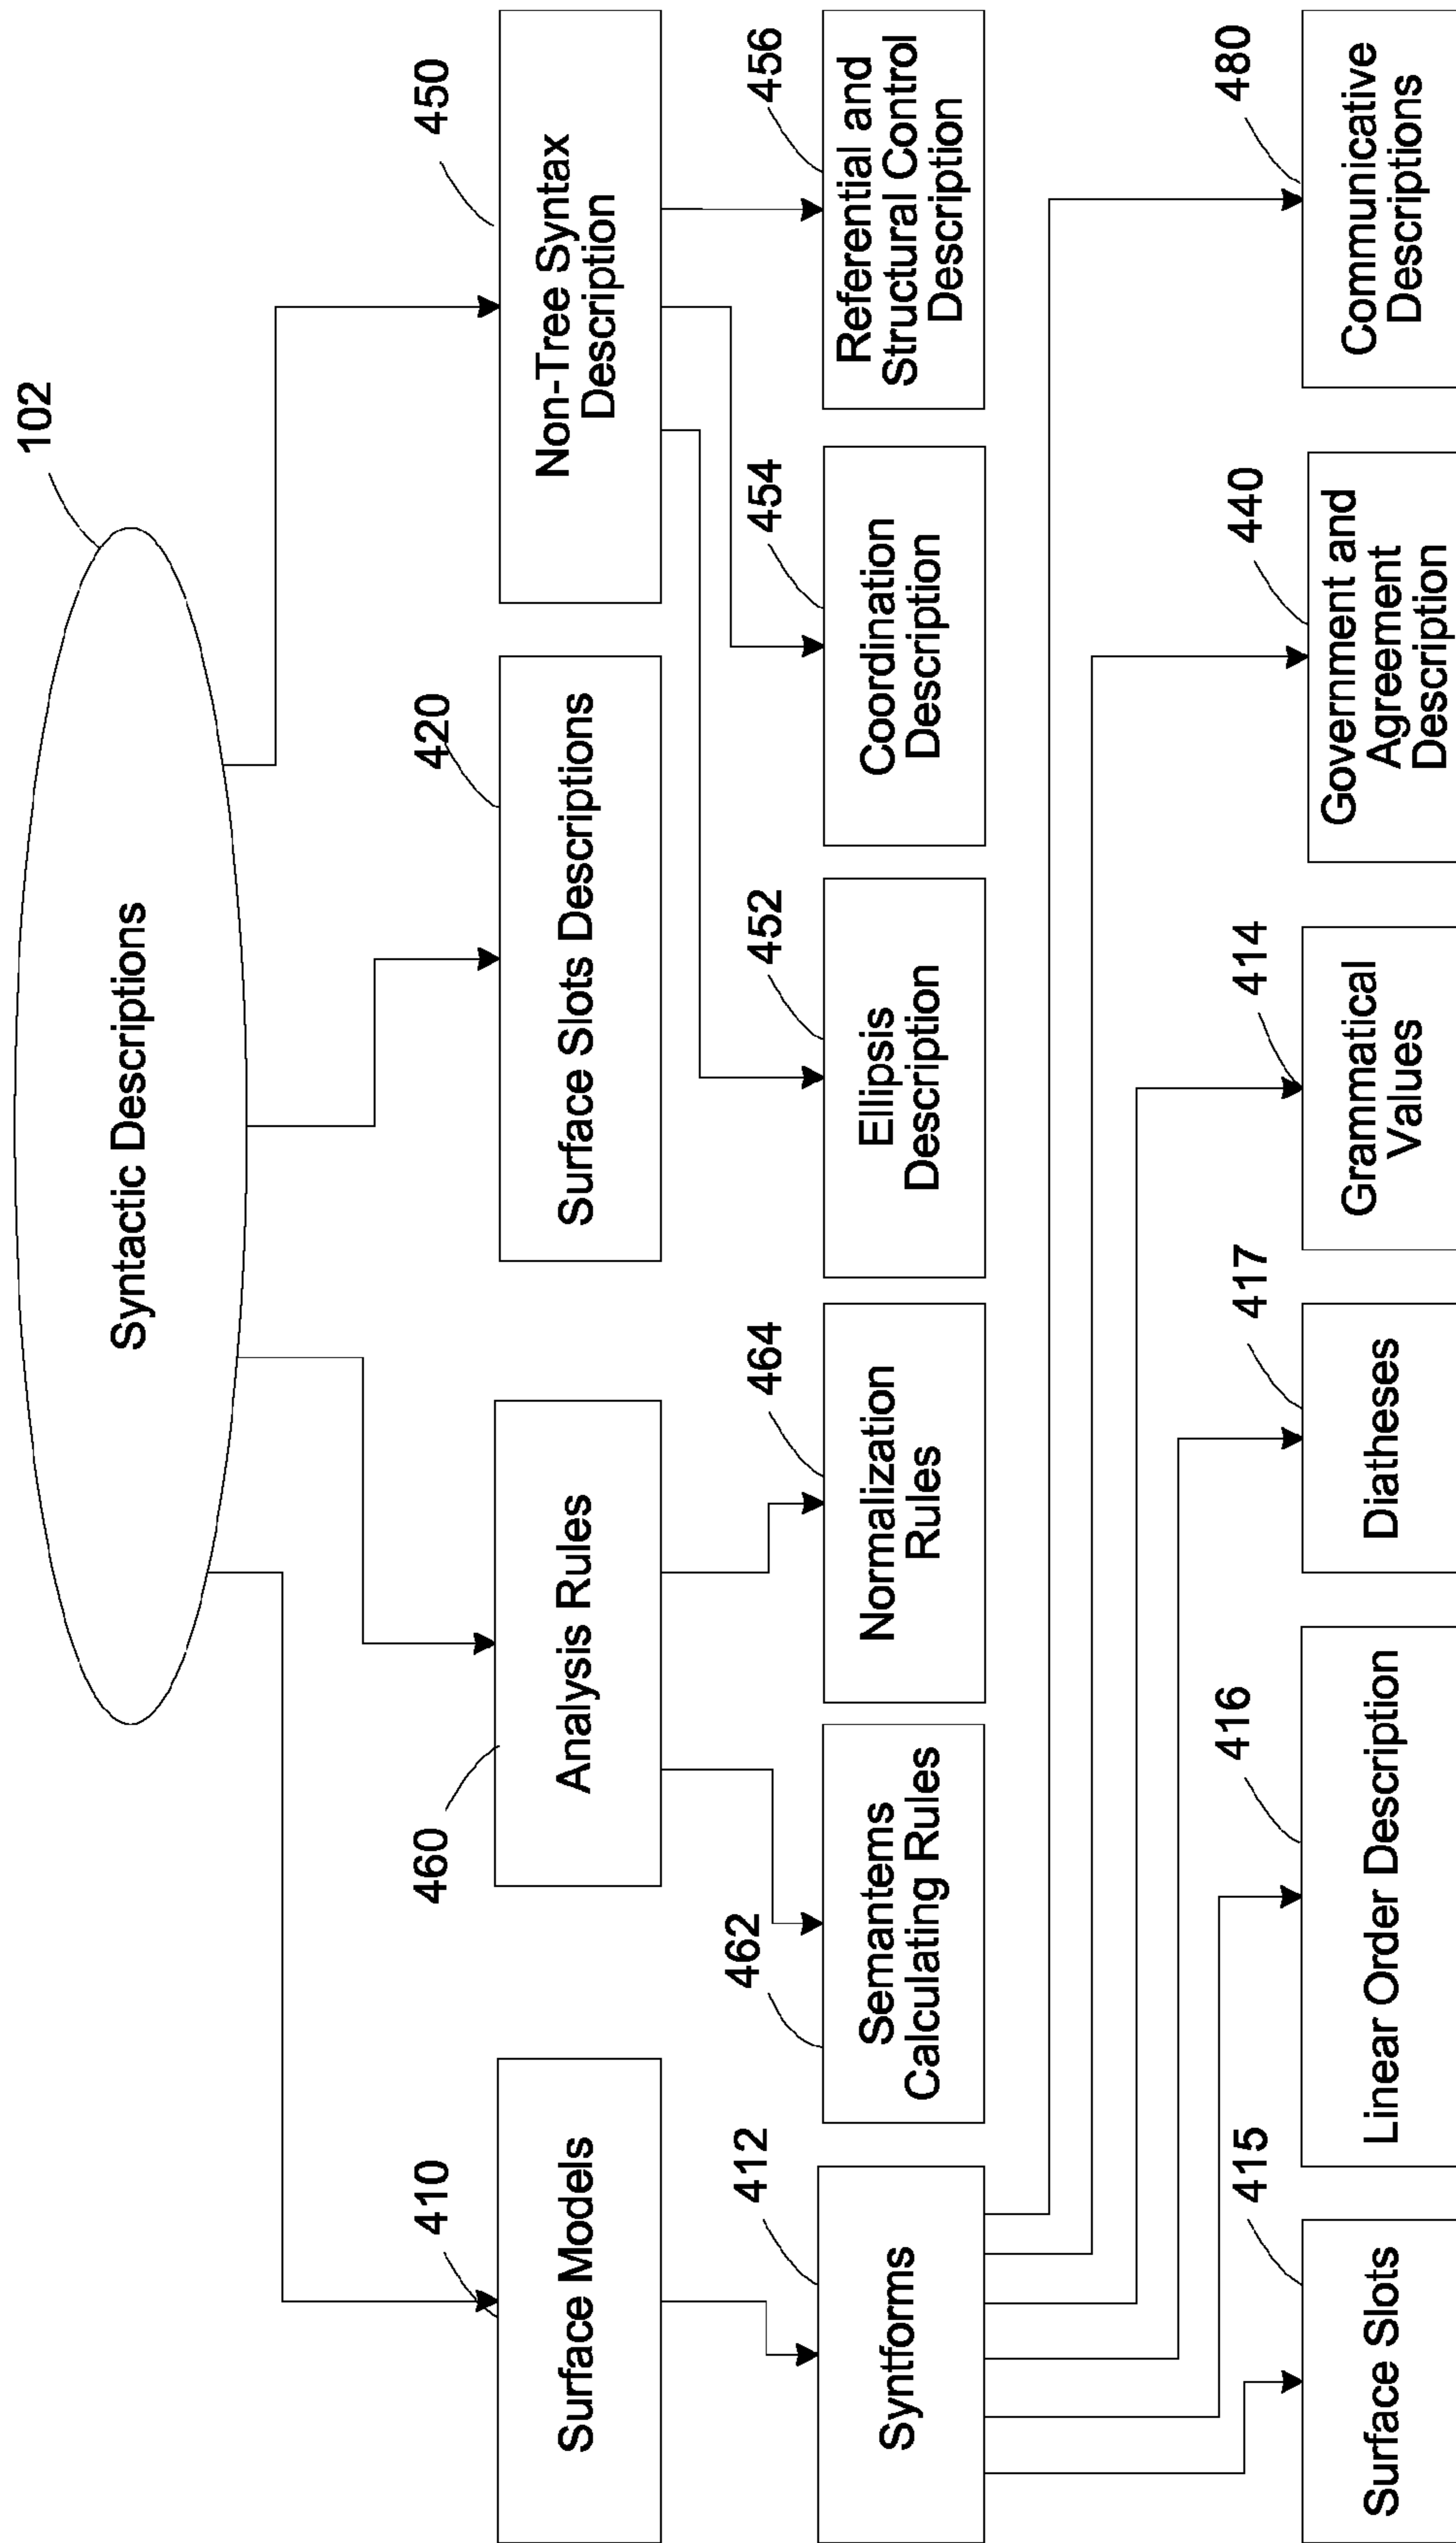 102
Syntactic Descriptions
410
460
420
450
Surface Models
Analysis Rules
Surface Slots Descriptions
Non-Tree Syntax
Description
412
462
464
452
454
456
Syntforms
Semantems
Calculating Rules
Normalization
Rules
Ellipsis
Description
Coordination
Description
Referential and
Structural Control
Description
415
416
417
414
440
480
Surface Slots
Linear Order Description
Diatheses
Grammatical
Values
Government and
Agreement
Description
Communicative
Descriptions